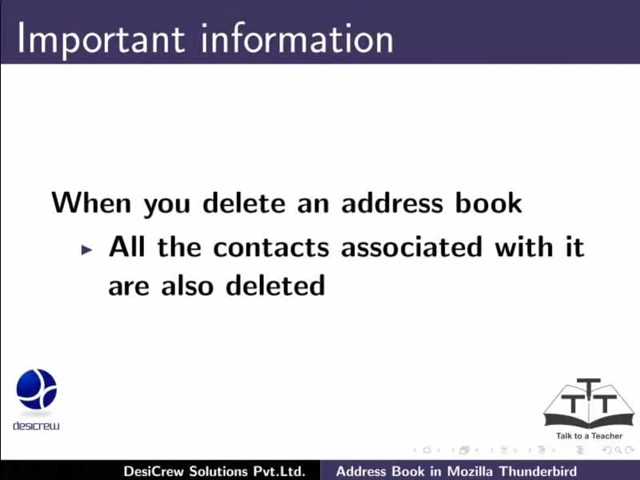 Important information
When you delete an address book
All the contacts associated with it
are also deleted
desicrew
T T T
Talk to a Teacher
DesiCrew Solutions Pvt.Ltd.
Address Book in Mozilla Thunderbird